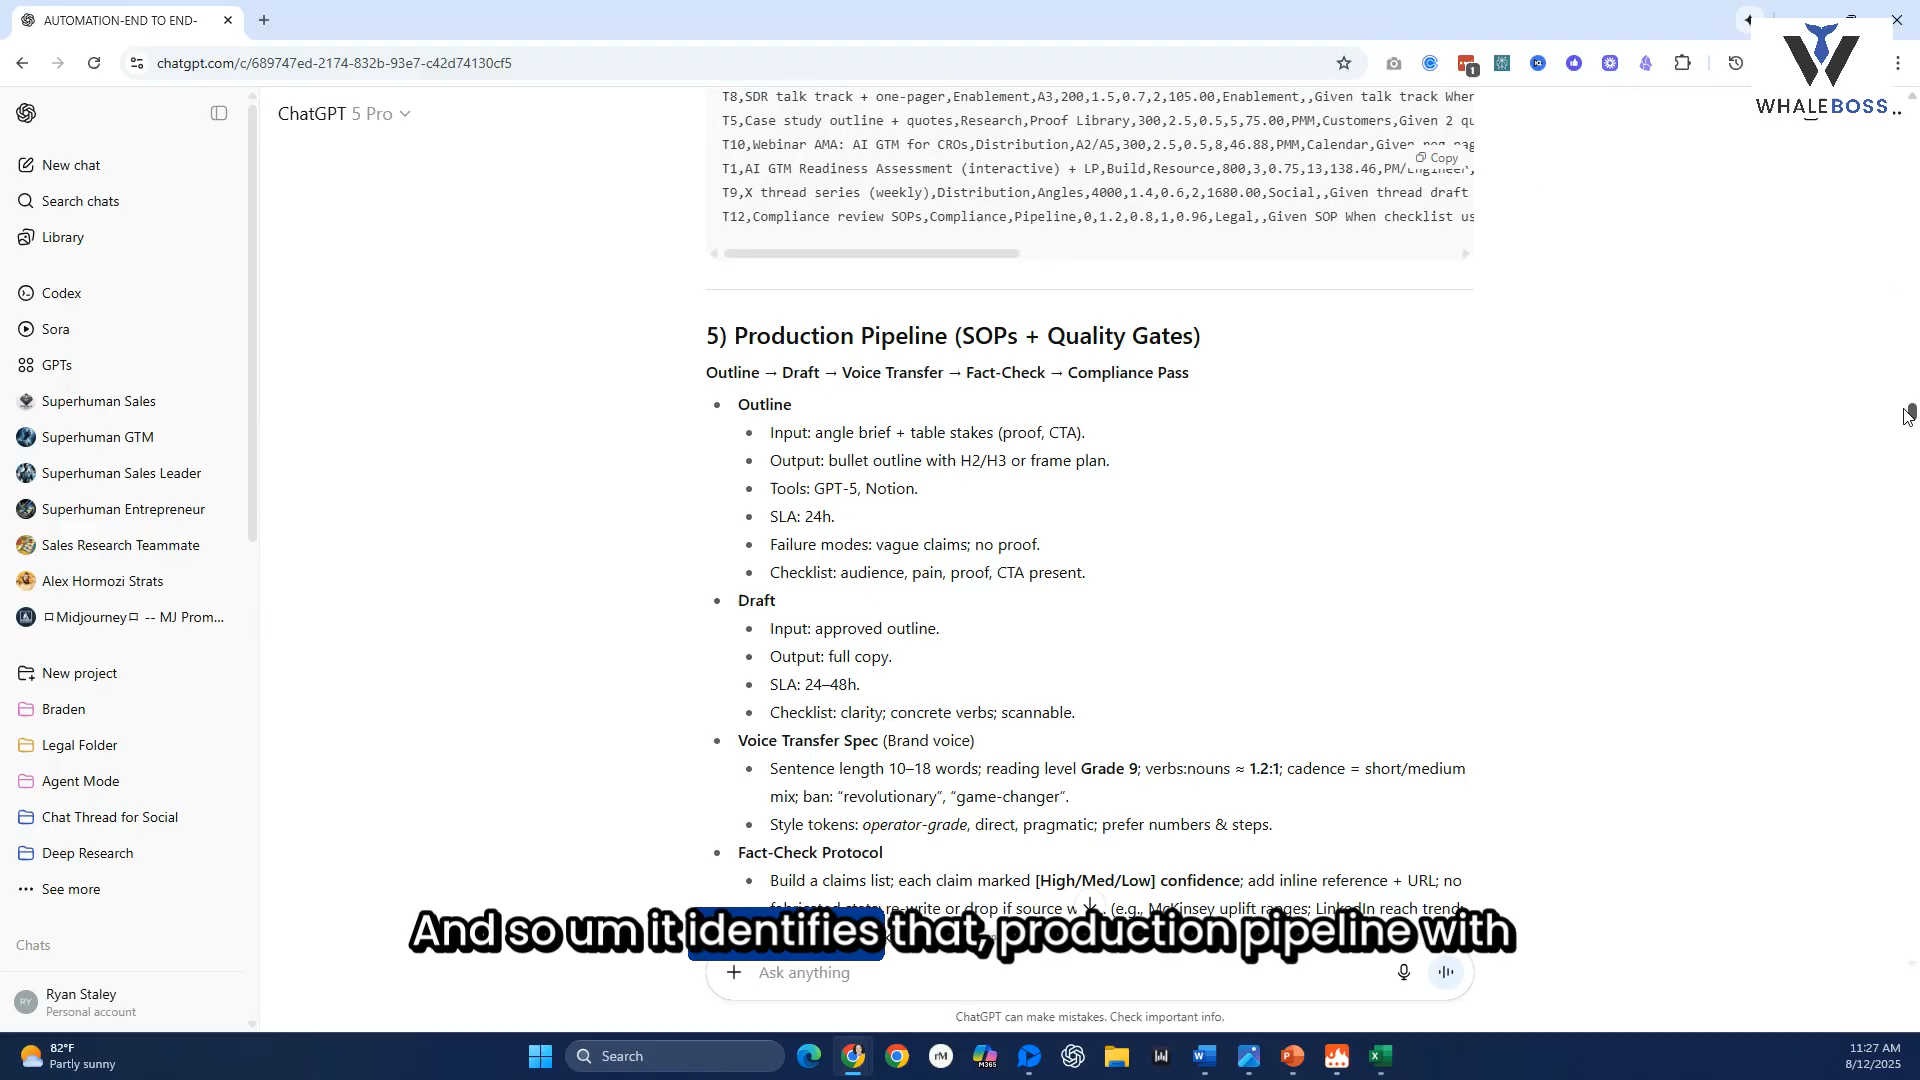 AUTOMATION-END TO END-
chatgpt.com/c/689747ed-2174-832b-93e7-c42d74130cf5
1
WHALEBOSS
ChatGPT 5 Pro
New chat
Search chats
Library
Codex
Sora
GPTs
Superhuman Sales
Superhuman GTM
Superhuman Sales Leader
Superhuman Entrepreneur
Sales Research Teammate
Alex Hormozi Strats
Midjourney -- MJ Prom...
New project
Braden
Legal Folder
Agent Mode
Chat Thread for Social
Deep Research
See more
Chats
RY
Ryan Staley
Personal account
T8,SDR talk track + one-pager,Enablement,A3,200,1.5,0.7,2,105.00,Enablement,,Given talk track When
T5,Case study outline + quotes,Research,Proof Library,300,2.5,0.5,5,75.00,PMM,Customers,Given 2 qu
T10,Webinar AMA: AI GTM for CROs,Distribution,A2/A5,300,2.5,0.5,8,46.88,PMM,Calendar,Given
Copy
T1,AI GTM Readiness Assessment (interactive) + LP,Build,Resource,800,3,0.75,13,138.46,PM/Engineer,
T9,X thread series (weekly),Distribution,Angles,4000,1.4,0.6,2,1680.00,Social,,Given thread draft
T12,Compliance review SOPs,Compliance,Pipeline,0,1.2,0.8,1,0.96,Legal,,Given SOP When checklist us
5) Production Pipeline (SOPs + Quality Gates)
Outline → Draft → Voice Transfer → Fact-Check → Compliance Pass
• Outline
• Input: angle brief + table stakes (proof, CTA).
• Output: bullet outline with H2/H3 or frame plan.
• Tools: GPT-5, Notion.
• SLA: 24h.
• Failure modes: vague claims; no proof.
• Checklist: audience, pain, proof, CTA present.
• Draft
• Input: approved outline.
• Output: full copy.
• SLA: 24–48h.
• Checklist: clarity; concrete verbs; scannable.
• Voice Transfer Spec (Brand voice)
• Sentence length 10–18 words; reading level Grade 9; verbs:nouns ≈ 1.2:1; cadence = short/medium
mix; ban: “revolutionary”, “game-changer”.
• Style tokens: operator-grade, direct, pragmatic; prefer numbers & steps.
• Fact-Check Protocol
• Build a claims list; each claim marked [High/Med/Low] confidence; add inline reference + URL; no
re-write or drop if source (e.g., McKinsey uplift ranges; LinkedIn reach trend
And so um it identifies that, production pipeline with
Ask anything
ChatGPT can make mistakes. Check important info.
82°F
Partly sunny
Search
rM
M365
11:27 AM
8/12/2025